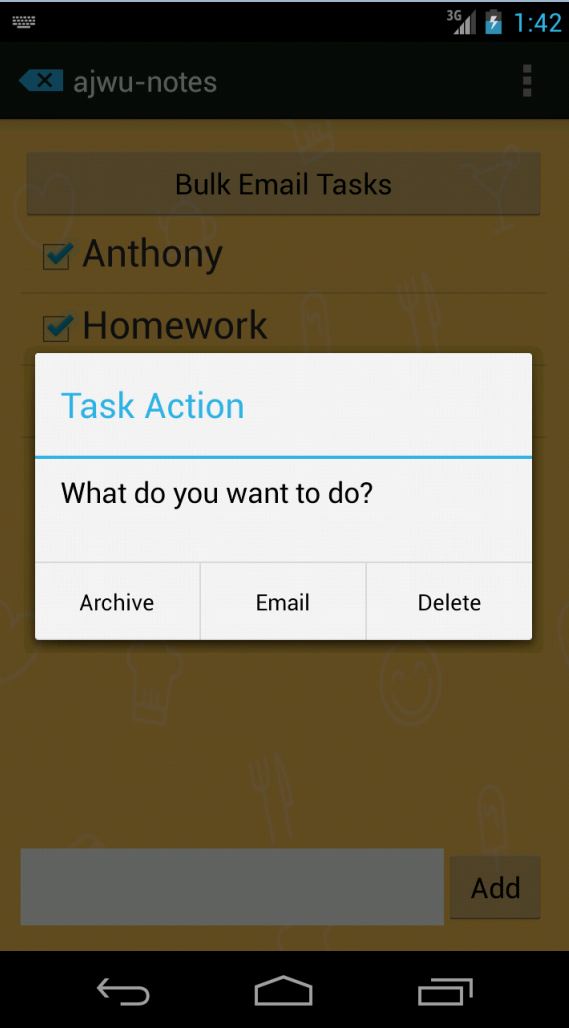 3G 1:42
ajwu-notes
Bulk Email Tasks
Anthony
Homework
Task Action
What do you want to do?
Archive Email Delete
Add